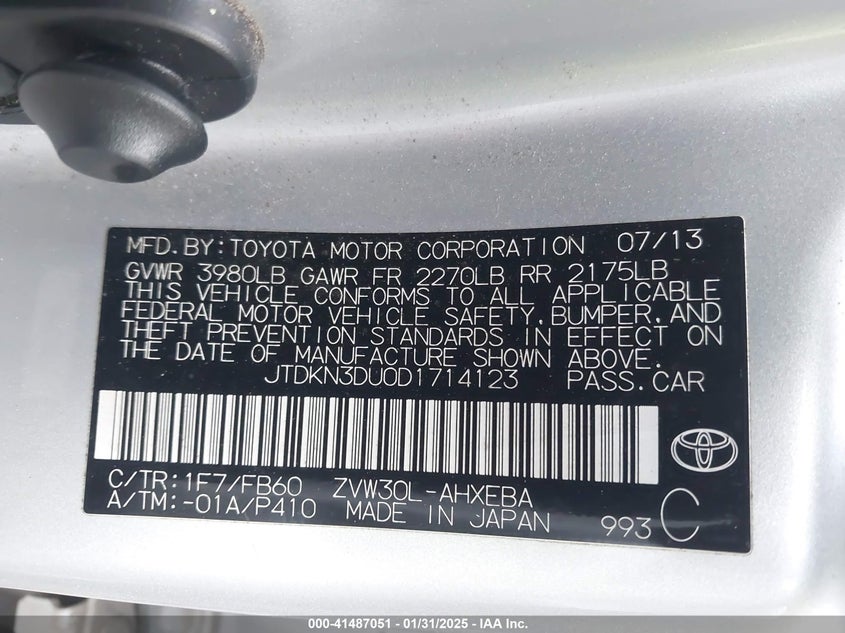 MFD.BY:TOYOTA MOTOR CORPORATION 07/13
GVWR 3980LB GAWR FR 2270LB RR 2175LB
THIS VEHICLE CONFORMS TO ALL APPLICABLE
FEDERAL MOTOR VEHICLE SAFETY,BUMPER,AND
THEFT PREVENTION STANDARDS IN EFFECT ON
THE DATE OF MANUFACTURE SHOWN ABOVE.
JTDKN3DU0D1714123 PASS.CAR
C/TR:1F7/FB60 ZVW30L-AHXEBA
A/TM:-01A/P410 MADE IN JAPAN 993 C
000-41487051 - 01/31/2025 - IAA Inc.